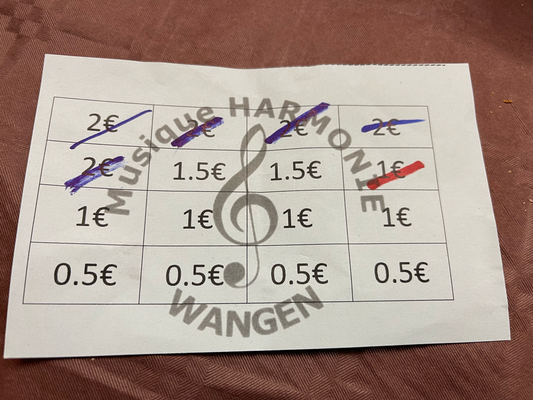 Musique HARMONIE
2€ 2€ 2€ 2€
2€ 1.5€ 1.5€ 1€
1€ 1€ 1€ 1€
0.5€ 0.5€ 0.5€ 0.5€
WANGEN